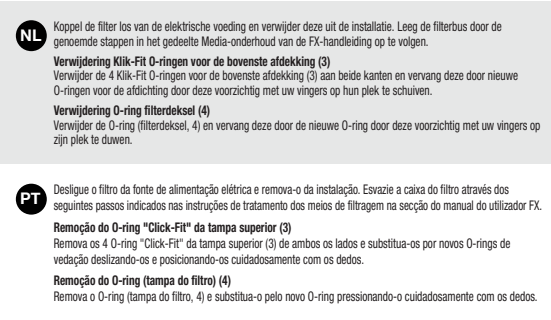 NL
Koppel de filter los van de elektrische voeding en verwijder deze uit de installatie. Leeg de filterbus door de
genoemde stappen in het gedeelte Media-onderhoud van de FX-handleiding op te volgen.
Verwijdering Klik-Fit O-ringen voor de bovenste afdekking (3)
Verwijder de 4 Klik-Fit O-ringen voor de bovenste afdekking (3) aan beide kanten en vervang deze door nieuwe
O-ringen voor de afdichting door deze voorzichtig met uw vingers op hun plek te schuiven.
Verwijdering O-ring filterdeksel (4)
Verwijder de O-ring (filterdeksel, 4) en vervang deze door de nieuwe O-ring door deze voorzichtig met uw vingers op
zijn plek te duwen.
PT
Desligue o filtro da fonte de alimentação elétrica e remova-o da instalação. Esvazie a caixa do filtro através dos
seguintes passos indicados nas instruções de tratamento dos meios de filtragem na secção do manual do utilizador FX.
Remoção do O-ring "Click-Fit" da tampa superior (3)
Remova os 4 O-ring "Click-Fit" da tampa superior (3) de ambos os lados e substitua-os por novos O-rings de
vedação deslizando-os e posicionando-os cuidadosamente com os dedos.
Remoção do O-ring (tampa do filtro) (4)
Remova o O-ring (tampa do filtro, 4) e substitua-o pelo novo O-ring pressionando-o cuidadosamente com os dedos.